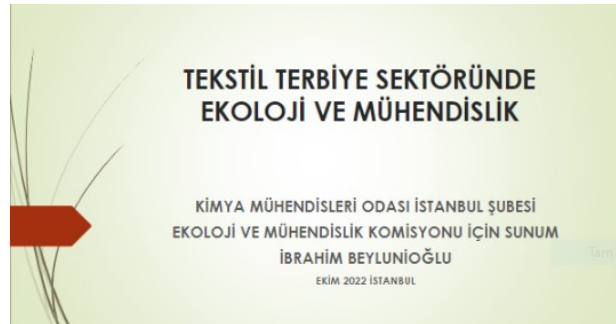 TEKSTİL TERBİYE SEKTÖRÜNDE
EKOLOJİ VE MÜHENDİSLİK
KİMYA MÜHENDİSLERİ ODASI İSTANBUL ŞUBESİ
EKOLOJİ VE MÜHENDİSLİK KOMİSYONU İÇİN SUNUM
İBRAHİM BEYLUNİOĞLU
EKİM 2022 İSTANBUL
Tam